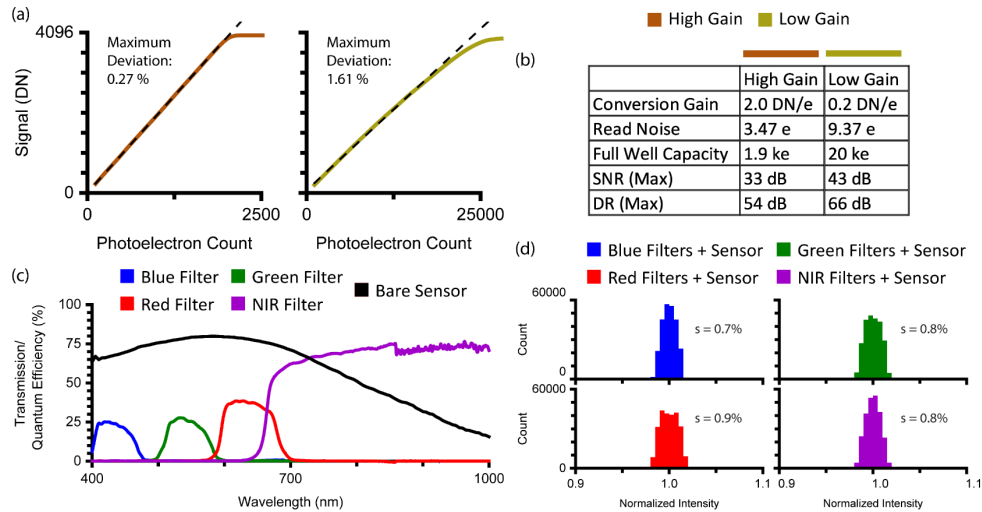 (a)
4096
Maximum
Deviation:
0.27 %
Maximum
Deviation:
1.61 %
Signal (DN)
0
0
2500
0
25000
Photoelectron Count
Photoelectron Count
High Gain
Low Gain
(b)
High Gain Low Gain
Conversion Gain 2.0 DN/e 0.2 DN/e
Read Noise 3.47 e 9.37 e
Full Well Capacity 1.9 ke 20 ke
SNR (Max) 33 dB 43 dB
DR (Max) 54 dB 66 dB
(c)
Blue Filter
Green Filter
Bare Sensor
Red Filter
NIR Filter
Transmission/
Quantum Efficiency (%)
100
75
50
25
0
400
700
1000
Wavelength (nm)
(d)
Blue Filters + Sensor
Green Filters + Sensor
Red Filters + Sensor
NIR Filters + Sensor
60000
Count
0
s = 0.7%
Count
s = 0.8%
60000
Count
0
s = 0.9%
Count
s = 0.8%
0.9
1.0
1.1
0.9
1.0
1.1
Normalized Intensity
Normalized Intensity